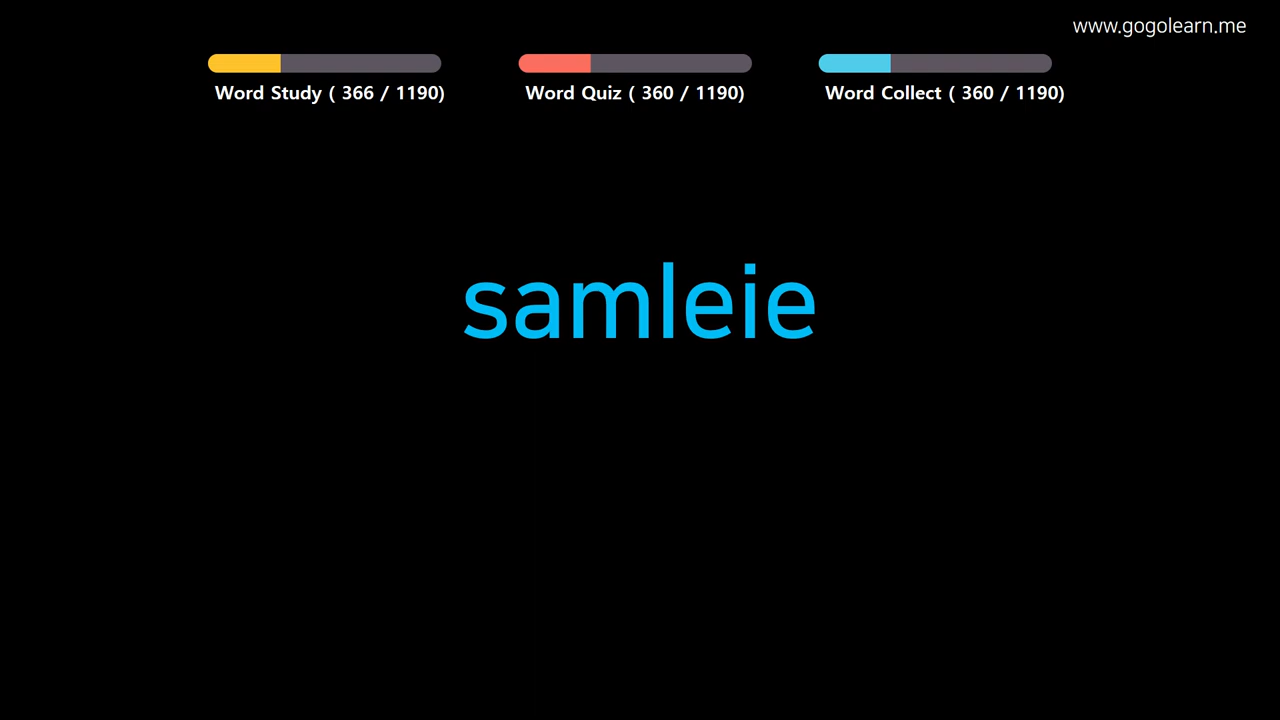 www.gogolearn.me
Word Study ( 366 / 1190)
Word Quiz ( 360 / 1190)
Word Collect ( 360 / 1190)
samleie